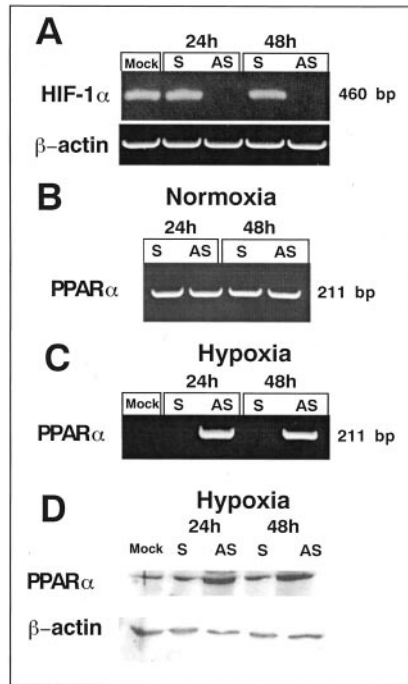 A
24h 48h
Mock S AS S AS
HIF-1α 460 bp
β-actin
B Normoxia
24h 48h
S AS S AS
PPARα 211 bp
C Hypoxia
24h 48h
Mock S AS S AS
PPARα 211 bp
D Hypoxia
24h 48h
Mock S AS S AS
PPARα
β-actin